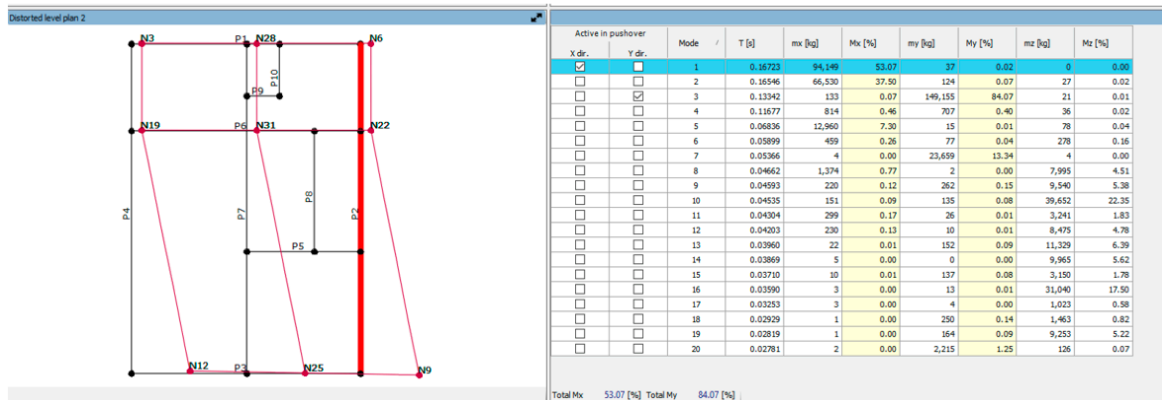 Distorted level plan 2
N3 P1 N28 N6
P10
P9
N19 P6 N31 N22
P4 P7 P8 P2
P5
N12 P3 N25 N9
Active in pushover
X dir. Y dir. Mode / T [s] mx [kg] Mx [%] my [kg] My [%] mz [kg] Mz [%]
1 0.16723 94,149 53.07 37 0.02 0 0.00
2 0.16546 66,530 37.50 124 0.07 27 0.02
3 0.13342 133 0.07 149,155 84.07 21 0.01
4 0.11677 814 0.46 707 0.40 36 0.02
5 0.06836 12,960 7.30 15 0.01 78 0.04
6 0.05899 459 0.26 77 0.04 278 0.16
7 0.05366 4 0.00 23,659 13.34 4 0.00
8 0.04662 1,374 0.77 2 0.00 7,995 4.51
9 0.04593 220 0.12 262 0.15 9,540 5.38
10 0.04535 151 0.09 135 0.08 39,652 22.35
11 0.04304 299 0.17 26 0.01 3,241 1.83
12 0.04203 230 0.13 10 0.01 8,475 4.78
13 0.03960 22 0.01 152 0.09 11,329 6.39
14 0.03869 5 0.00 0 0.00 9,965 5.62
15 0.03710 10 0.01 137 0.08 3,150 1.78
16 0.03590 3 0.00 13 0.01 31,040 17.50
17 0.03253 3 0.00 4 0.00 1,023 0.58
18 0.02929 1 0.00 250 0.14 1,463 0.82
19 0.02819 1 0.00 164 0.09 9,253 5.22
20 0.02781 2 0.00 2,215 1.25 126 0.07
Total Mx 53.07 [%] Total My 84.07 [%]